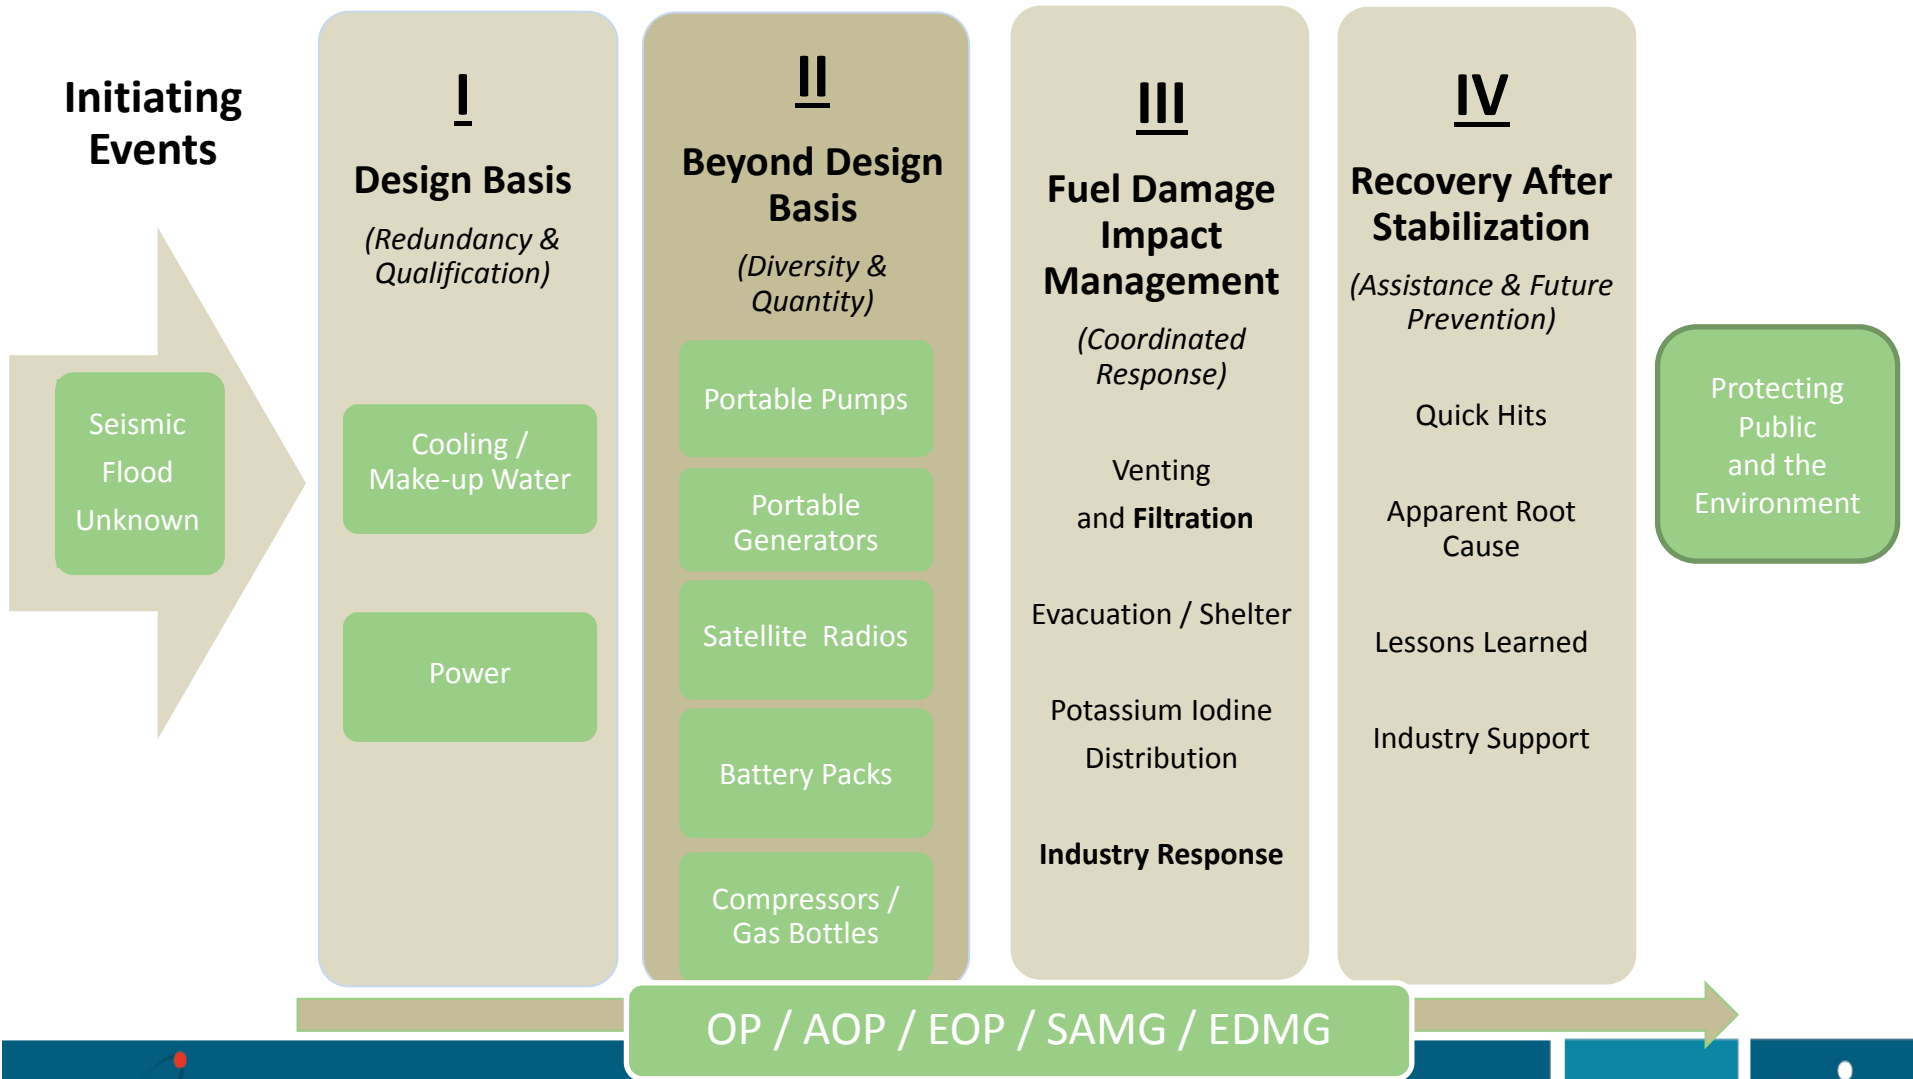 Initiating
Events
Seismic
Flood
Unknown
I
Design Basis
(Redundancy &
Qualification)
Cooling /
Make-up Water
Power
II
Beyond Design
Basis
(Diversity &
Quantity)
Portable Pumps
Portable
Generators
Satellite Radios
Battery Packs
Compressors /
Gas Bottles
III
Fuel Damage
Impact
Management
(Coordinated
Response)
Venting
and Filtration
Evacuation / Shelter
Potassium Iodine
Distribution
Industry Response
IV
Recovery After
Stabilization
(Assistance & Future
Prevention)
Quick Hits
Apparent Root
Cause
Lessons Learned
Industry Support
Protecting
Public
and the
Environment
OP / AOP / EOP / SAMG / EDMG